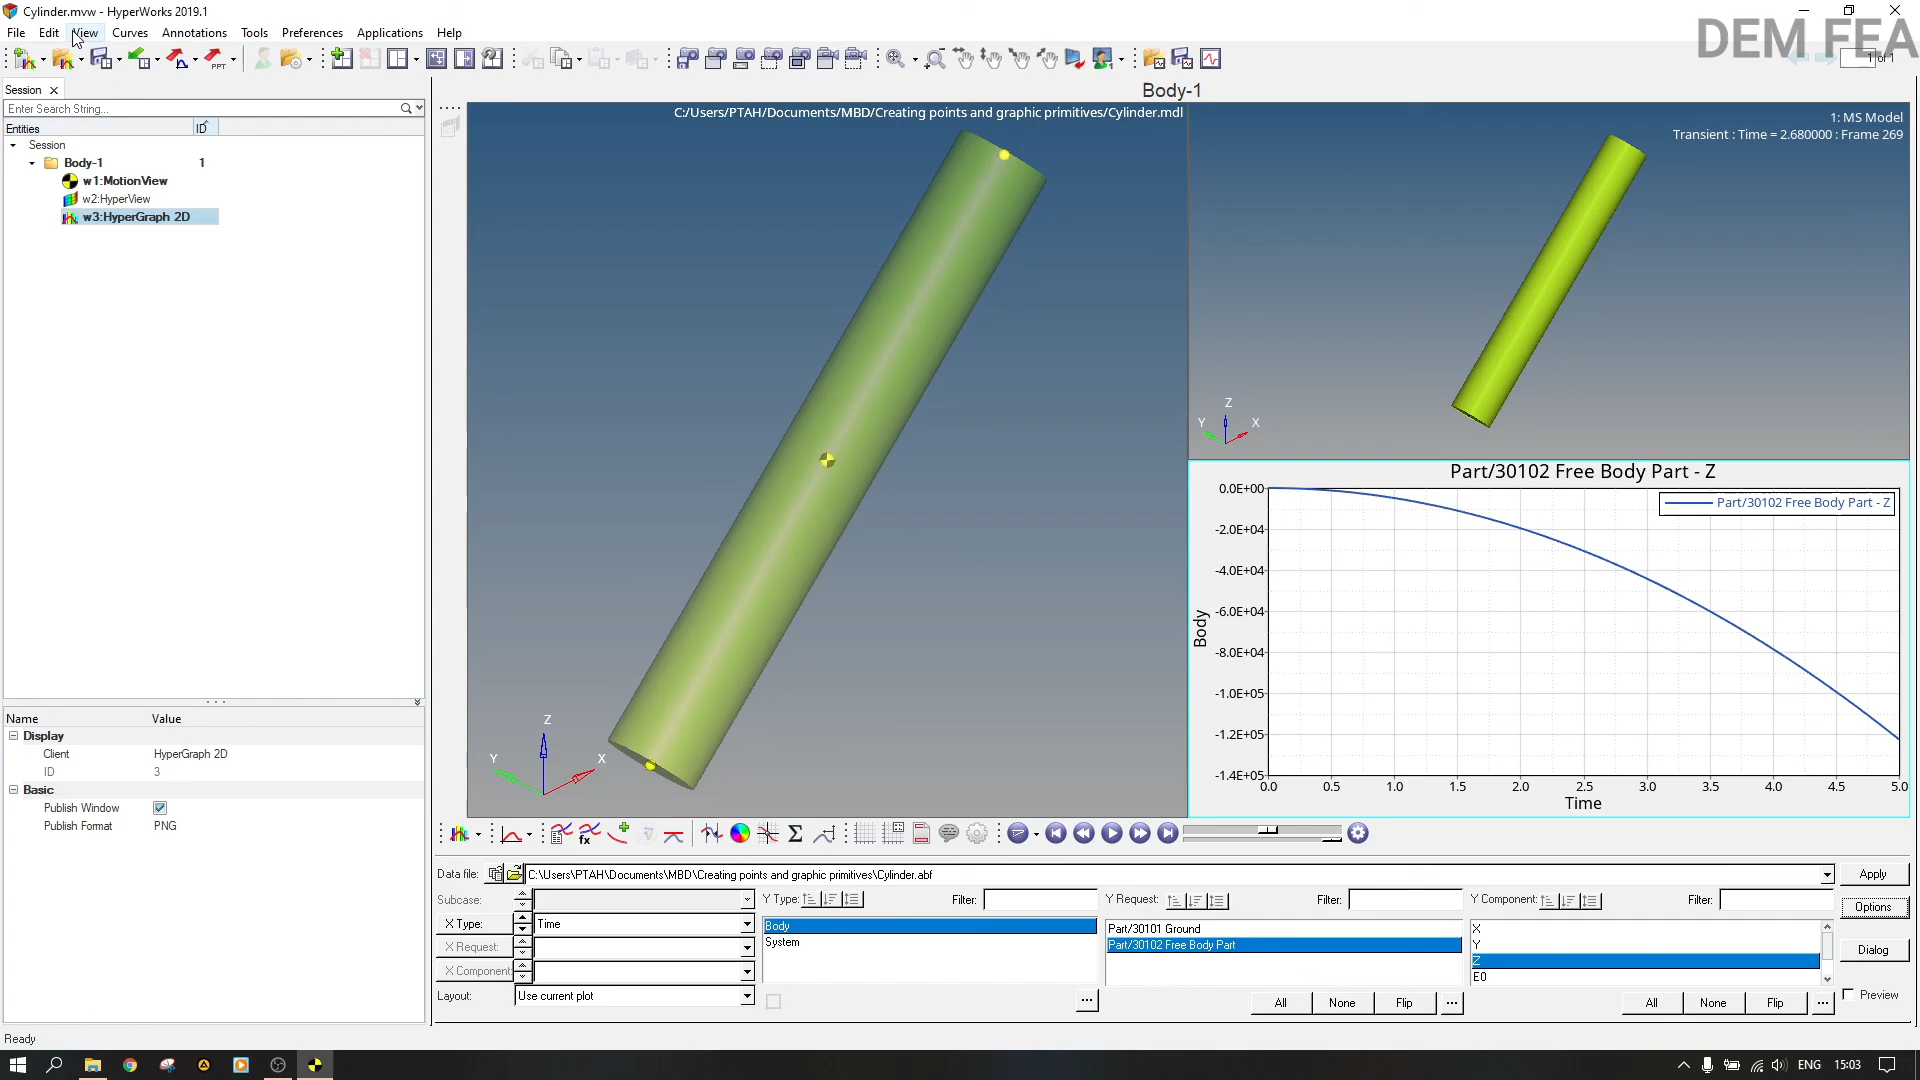 Cylinder.mvw - HyperWorks 2019.1
File Edit View Curves Annotations Tools Preferences Applications Help
DEM FEA
1 of 1
Session
Enter Search String...
Entities ID
Session
Body-1 1
w1:MotionView
w2:HyperView
w3:HyperGraph 2D
Name Value
Display
Client HyperGraph 2D
ID 3
Basic
Publish Window
Publish Format PNG
Body-1
C:/Users/PTAH/Documents/MBD/Creating points and graphic primitives/Cylinder.mdl
Z
Y X
1: MS Model
Transient : Time = 2.680000 : Frame 269
Z
Y X
Part/30102 Free Body Part - Z
Part/30102 Free Body Part - Z
0.0E+00
-2.0E+04
-4.0E+04
-6.0E+04
-8.0E+04
-1.0E+05
-1.2E+05
-1.4E+05
Body
0.0 0.5 1.0 1.5 2.0 2.5 3.0 3.5 4.0 4.5 5.0
Time
Data file: C:\Users\PTAH\Documents\MBD\Creating points and graphic primitives\Cylinder.abf Apply
Subcase: Y Type: Filter: Y Request: Filter: Y Component: Filter:
Options
X Type: Time
X Request:
X Component:
Layout: Use current plot
Body
System
Part/30101 Ground
Part/30102 Free Body Part
X
Y
Z
E0
Dialog
Preview
All None Flip ... All None Flip ...
Ready
ENG 15:03